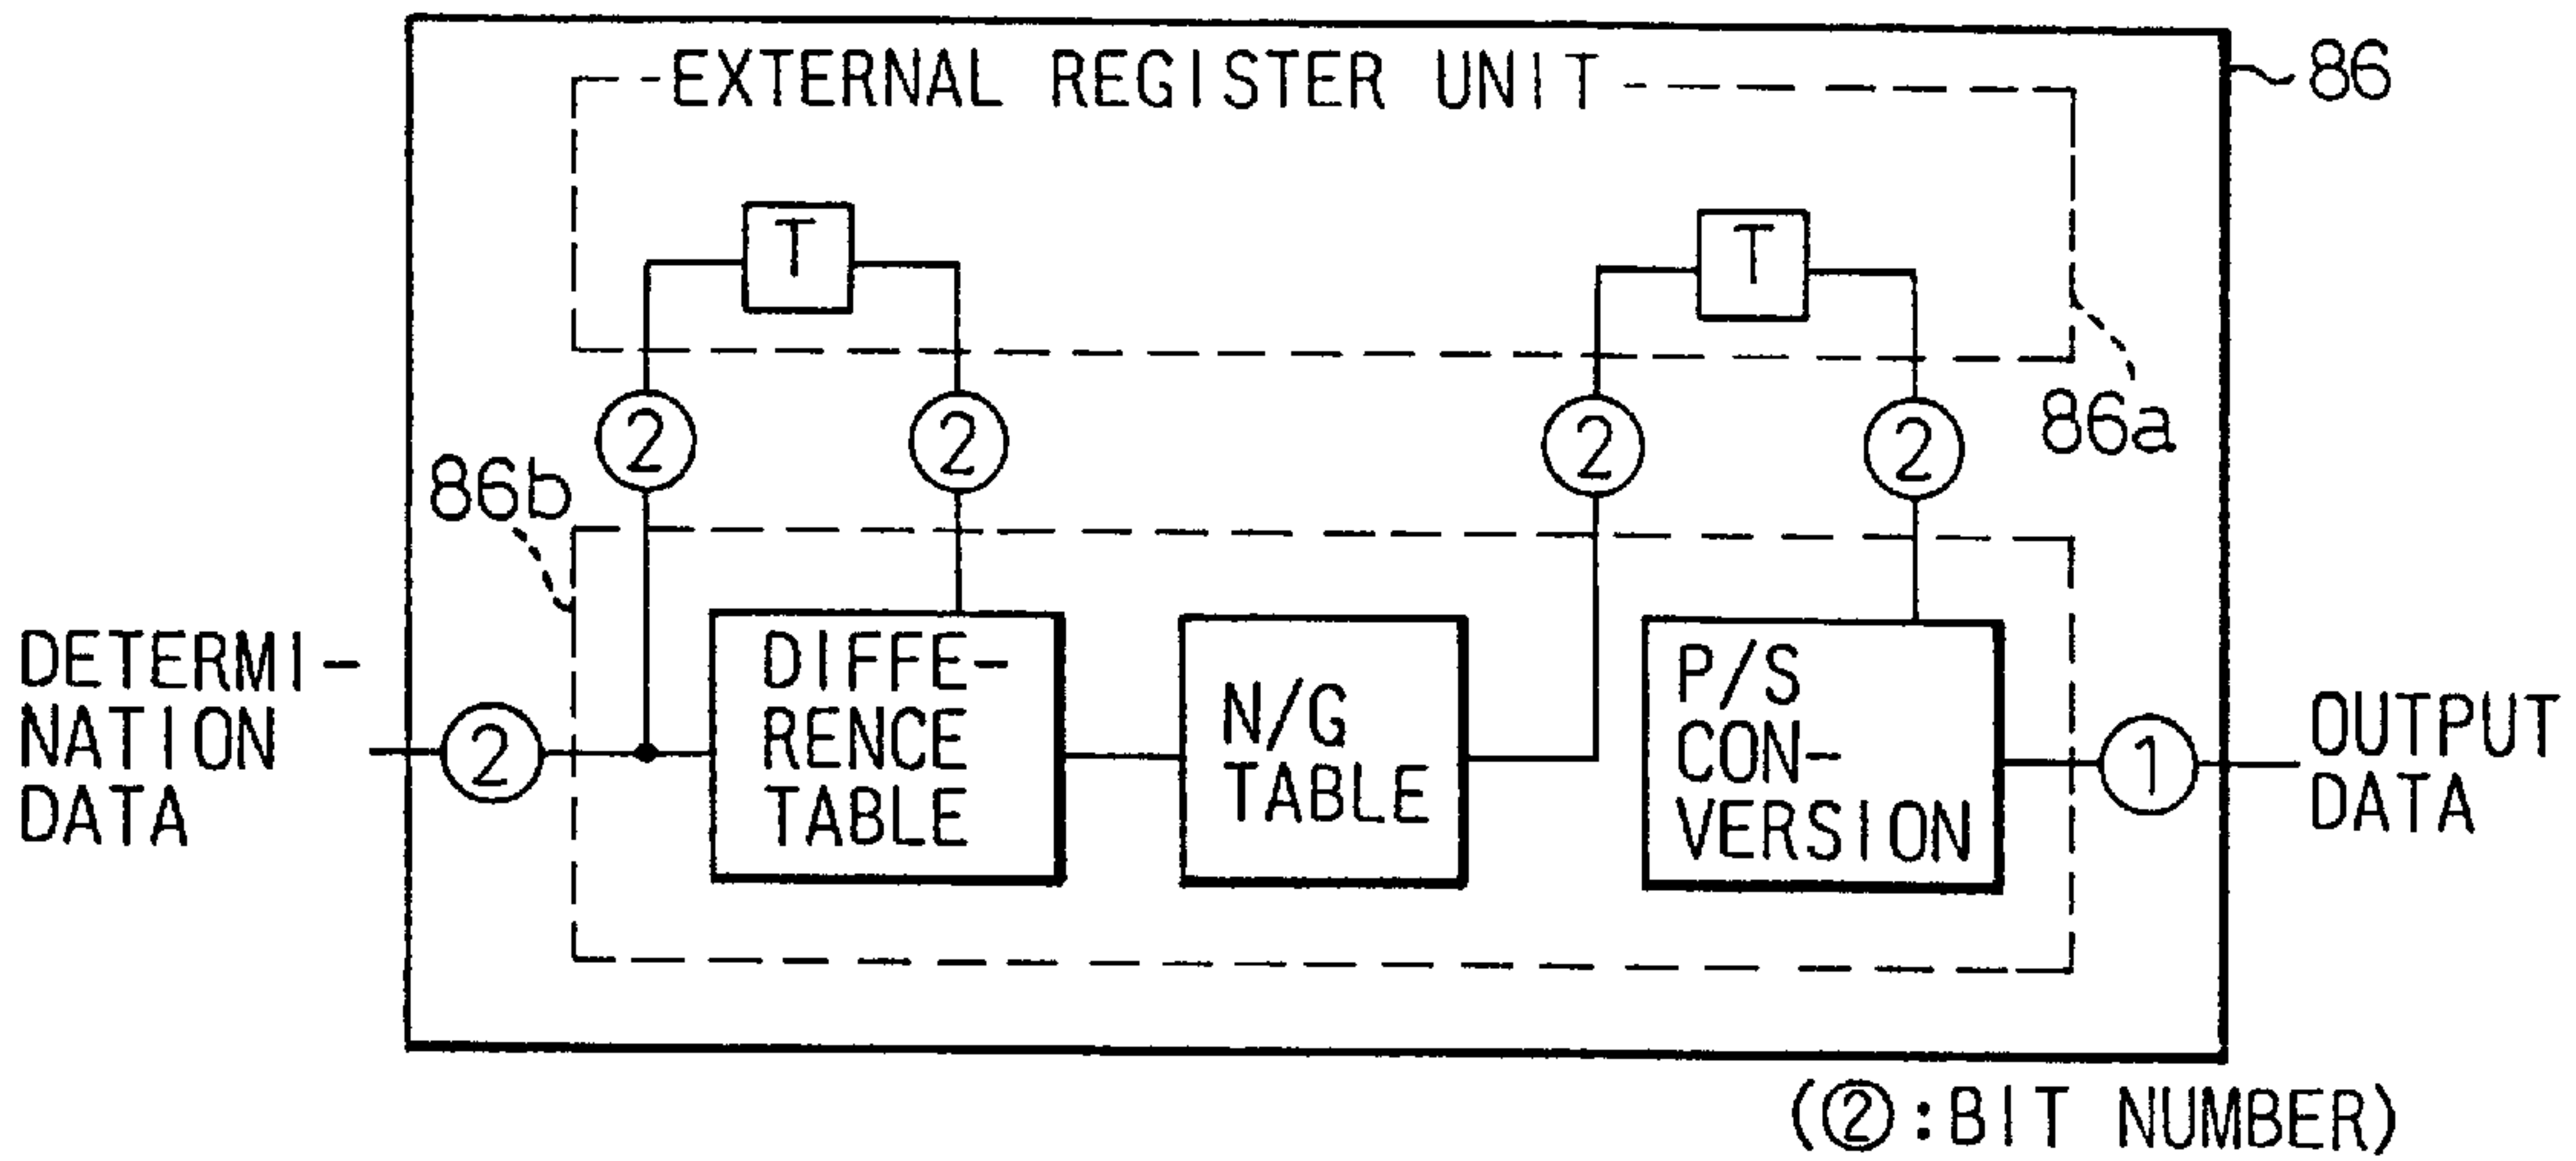 EXTERNAL REGISTER UNIT
86
T
T
2
2
2
2
86a
86b
DETERMI-
NATION
DATA
2
DIFFE-
RENCE
TABLE
N/G
TABLE
P/S
CON-
VERSION
1
OUTPUT
DATA
(②:BIT NUMBER)